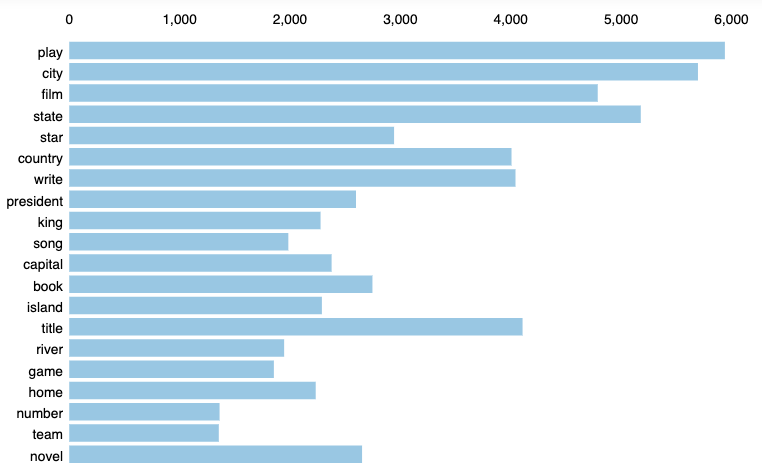 0 1,000 2,000 3,000 4,000 5,000 6,000
play
city
film
state
star
country
write
president
king
song
capital
book
island
title
river
game
home
number
team
novel